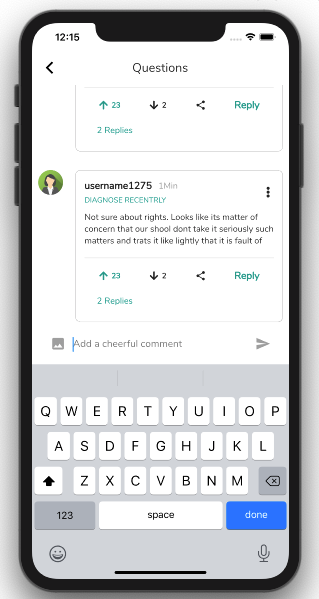 12:15
Questions
23 2 Reply
2 Replies
username1275 1Min
DIAGNOSE RECENTRLY
Not sure about rights. Looks like its matter of
concern that our shool dont take it seriously such
matters and trats it like lightly that it is fault of
23 2 Reply
2 Replies
Add a cheerful comment
Q W E R T Y U I O P
A S D F G H J K L
Z X C V B N M
123 space done